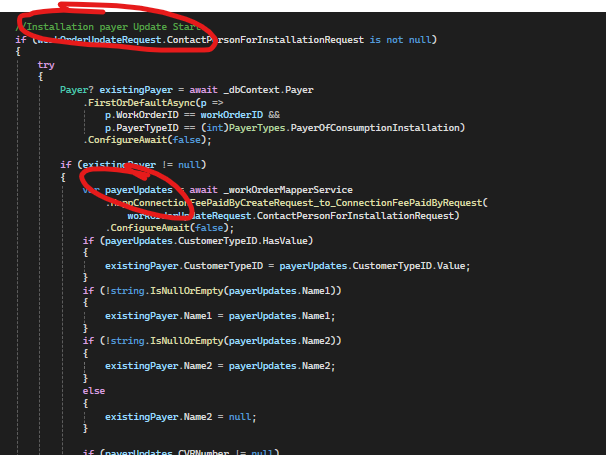 //Installation payer Update Start
if (workOrderUpdateRequest.ContactPersonForInstallationRequest is not null)
{
try
{
Payer? existingPayer = await _dbContext.Payer
.FirstOrDefaultAsync(p =>
p.WorkOrderID == workOrderID &&
p.PayerTypeID == (int)PayerTypes.PayerOfConsumptionInstallation)
.ConfigureAwait(false);
if (existingPayer != null)
{
var payerUpdates = await _workOrderMapperService
.MappConnectionFeePaidByCreateRequest_to_ConnectionFeePaidByRequest(
workOrderUpdateRequest.ContactPersonForInstallationRequest)
.ConfigureAwait(false);
if (payerUpdates.CustomerTypeID.HasValue)
{
existingPayer.CustomerTypeID = payerUpdates.CustomerTypeID.Value;
}
if (!string.IsNullOrEmpty(payerUpdates.Name1))
{
existingPayer.Name1 = payerUpdates.Name1;
}
if (!string.IsNullOrEmpty(payerUpdates.Name2))
{
existingPayer.Name2 = payerUpdates.Name2;
}
else
{
existingPayer.Name2 = null;
}
if (payerUpdates.CVRNumber != null)